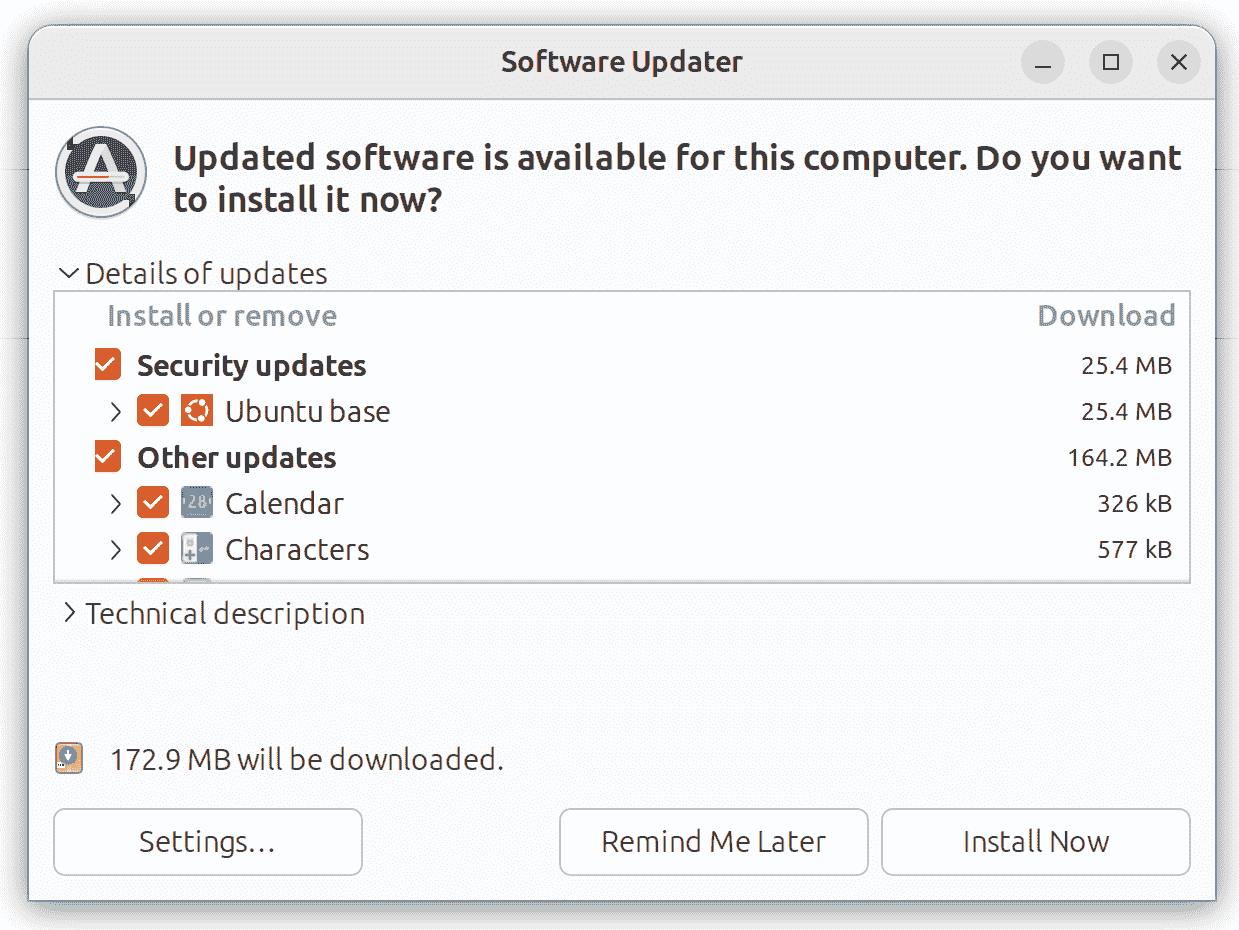 Software Updater
Updated software is available for this computer. Do you want
to install it now?
Details of updates
Install or remove Download
Security updates 25.4 MB
Ubuntu base 25.4 MB
Other updates 164.2 MB
28 Calendar 326 kB
Characters 577 kB
Technical description
172.9 MB will be downloaded.
Settings... Remind Me Later Install Now